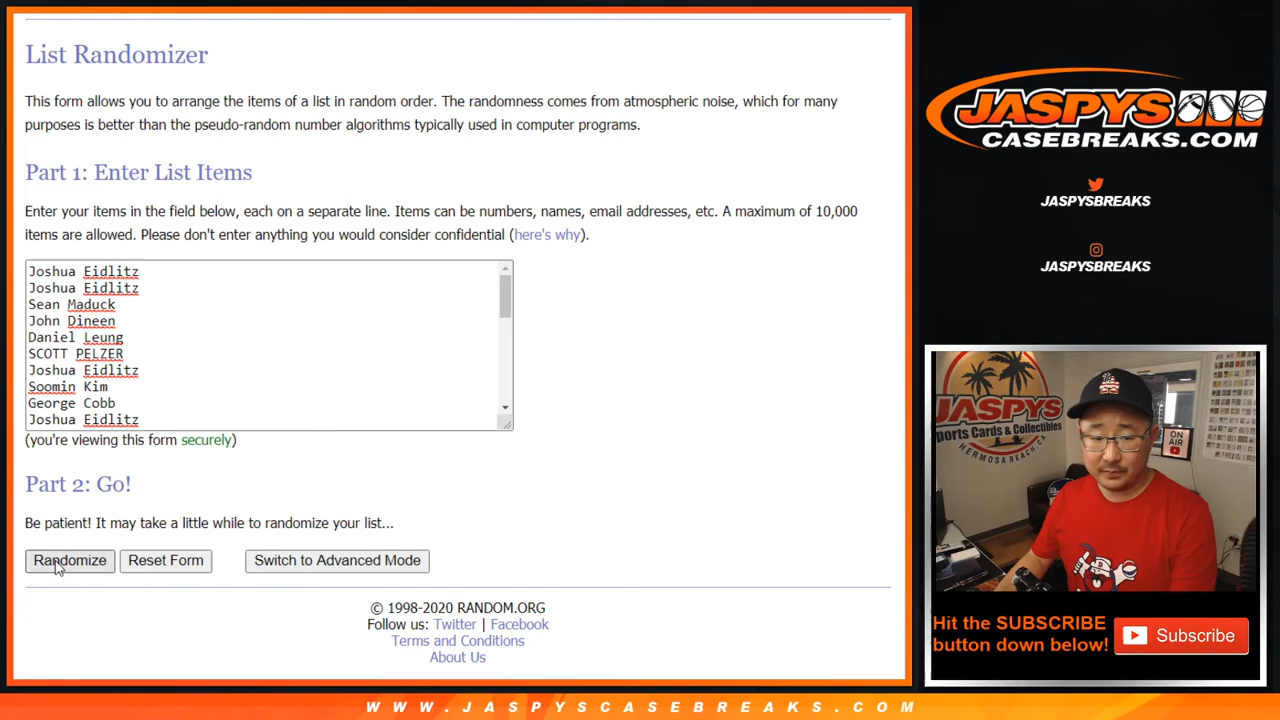 List Randomizer
This form allows you to arrange the items of a list in random order. The randomness comes from atmospheric noise, which for many
purposes is better than the pseudo-random number algorithms typically used in computer programs.
Part 1: Enter List Items
Enter your items in the field below, each on a separate line. Items can be numbers, names, email addresses, etc. A maximum of 10,000
items are allowed. Please don't enter anything you would consider confidential (here's why).
Joshua Eidlitz
Joshua Eidlitz
Sean Maduck
John Dineen
Daniel Leung
SCOTT PELZER
Joshua Eidlitz
Soomin Kim
George Cobb
Joshua Eidlitz
(you're viewing this form securely)
Part 2: Go!
Be patient! It may take a little while to randomize your list...
Randomize Reset Form Switch to Advanced Mode
© 1998-2020 RANDOM.ORG
Follow us: Twitter | Facebook
Terms and Conditions
About Us
JASPYS
CASEBREAKS.COM
JASPYSBREAKS
JASPYSBREAKS
JASPYS
Sports Cards & Collectibles
HERMOSA BEACH, CA
ON
AIR
Hit the SUBSCRIBE
button down below!
Subscribe
WWW.JASPYSCASEBREAKS.COM